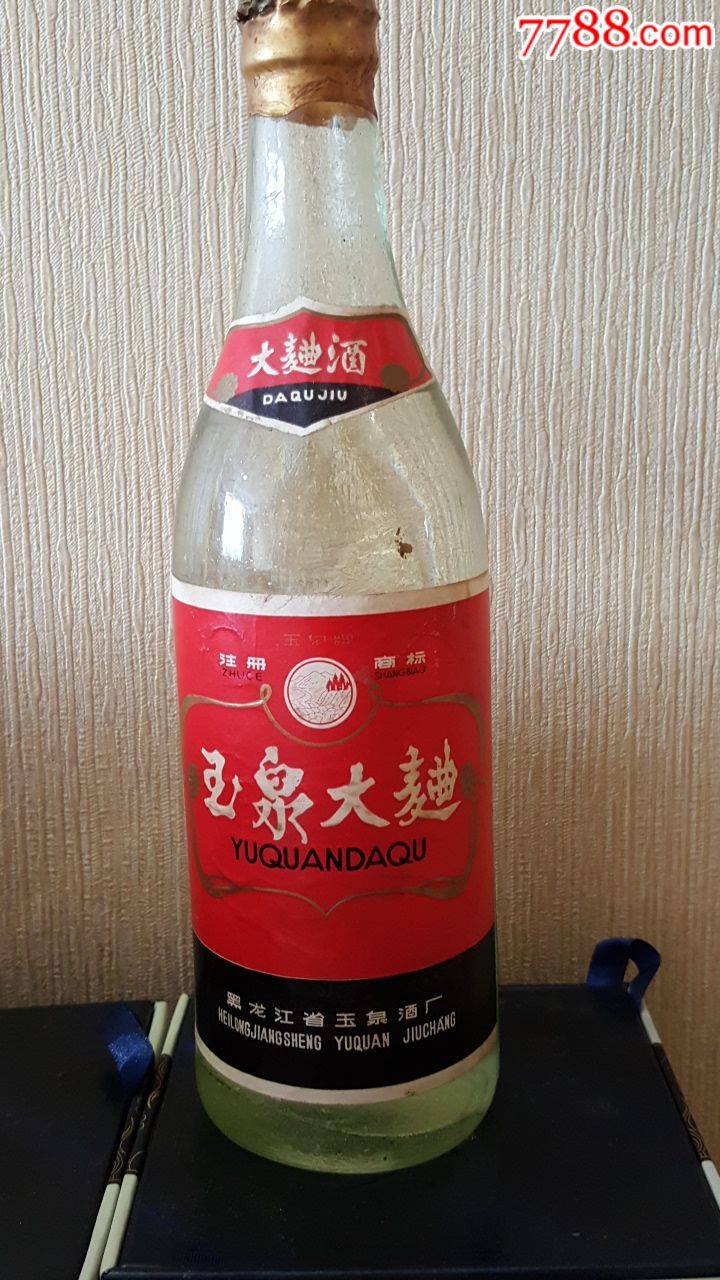 7788.com
大麯酒
DAQUJIU
玉泉牌
注册 商标
ZHUCE SHANGBIAO
玉泉大麯
YUQUANDAQU
黑龙江省玉泉酒厂
HEILONGJIANGSHENG YUQUAN JIUCHANG